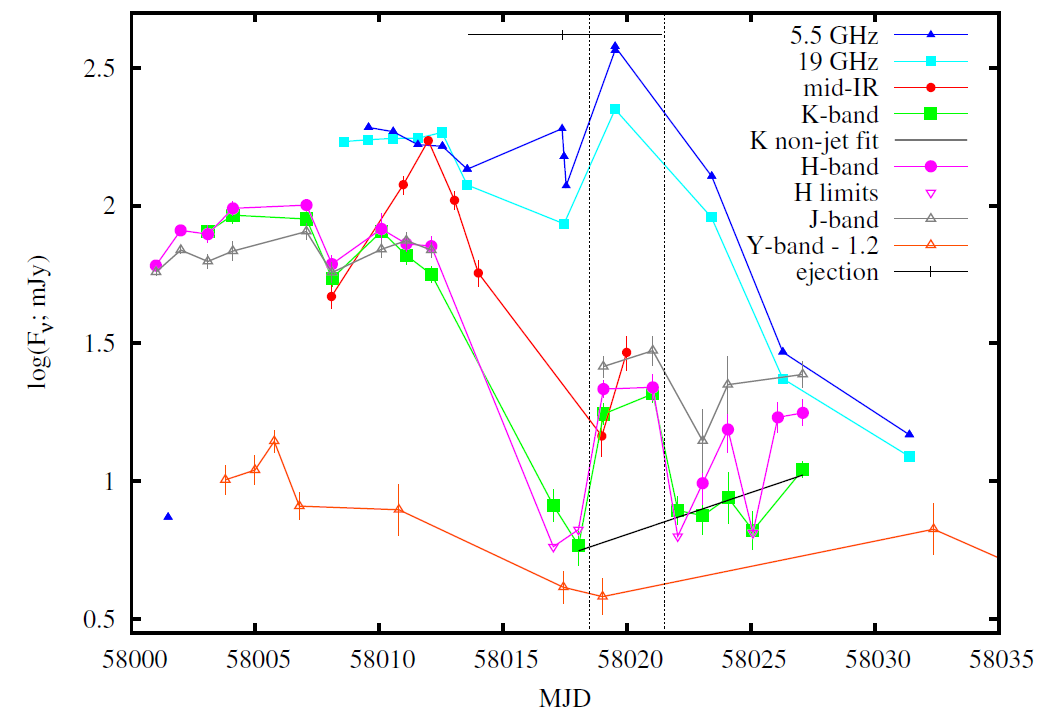 5.5 GHz
19 GHz
mid-IR
K-band
K non-jet fit
H-band
H limits
J-band
Y-band - 1.2
ejection
2.5
2
1.5
1
0.5
log(Fν; mJy)
58000 58005 58010 58015 58020 58025 58030 58035
MJD